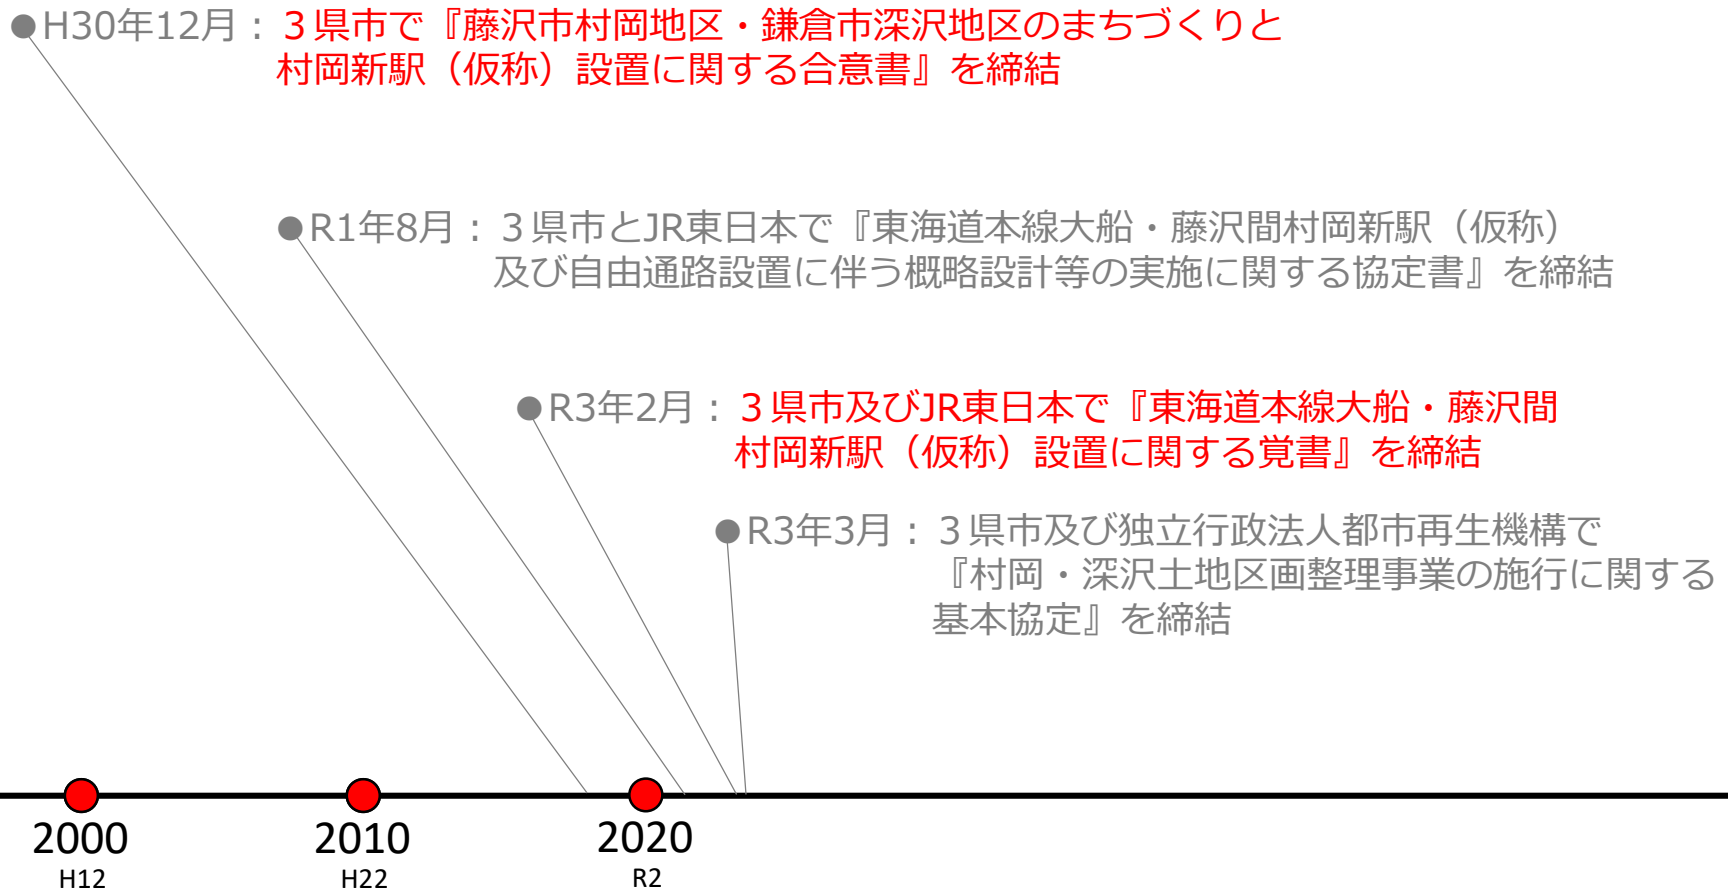 ●H30年12月：３県市で『藤沢市村岡地区・鎌倉市深沢地区のまちづくりと
村岡新駅（仮称）設置に関する合意書』を締結
●R1年8月：３県市とJR東日本で『東海道本線大船・藤沢間村岡新駅（仮称）
及び自由通路設置に伴う概略設計等の実施に関する協定書』を締結
●R3年2月：３県市及びJR東日本で『東海道本線大船・藤沢間
村岡新駅（仮称）設置に関する覚書』を締結
●R3年3月：３県市及び独立行政法人都市再生機構で
『村岡・深沢土地区画整理事業の施行に関する
基本協定』を締結
2000
H12
2010
H22
2020
R2